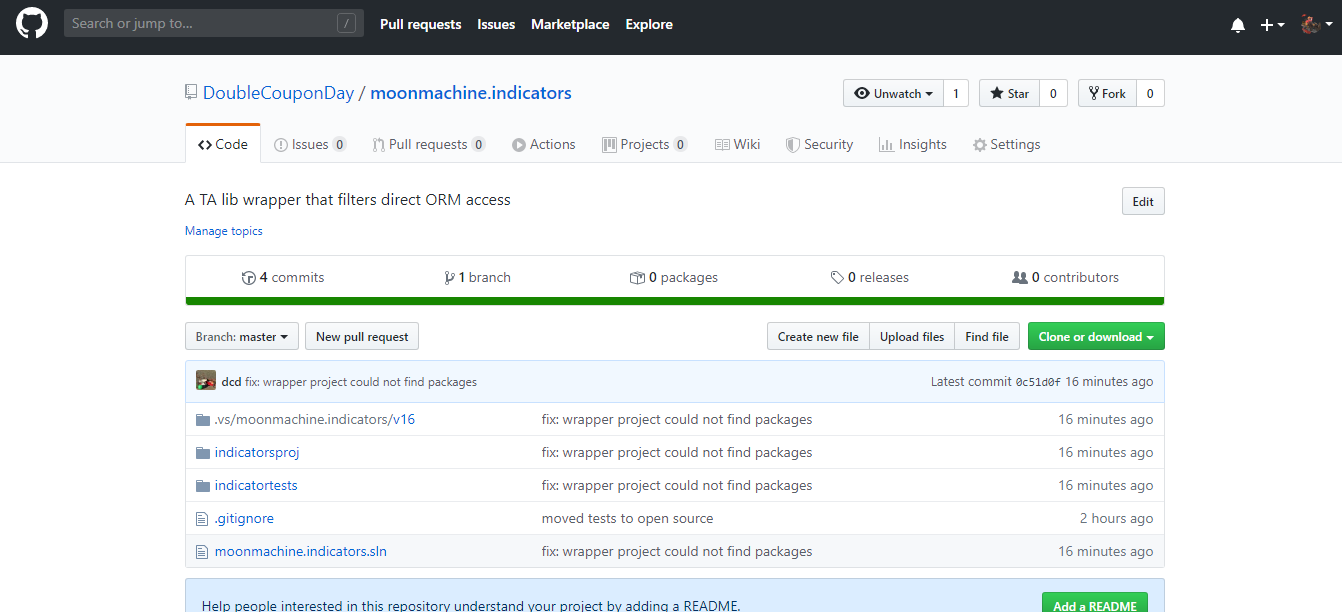 Search or jump to... / Pull requests Issues Marketplace Explore
DoubleCouponDay / moonmachine.indicators Unwatch 1 Star 0 Fork 0
Code Issues 0 Pull requests 0 Actions Projects 0 Wiki Security Insights Settings
A TA lib wrapper that filters direct ORM access Edit
Manage topics
4 commits 1 branch 0 packages 0 releases 0 contributors
Branch: master New pull request Create new file Upload files Find file Clone or download
dcd fix: wrapper project could not find packages Latest commit 0c51d0f 16 minutes ago
.vs/moonmachine.indicators/v16 fix: wrapper project could not find packages 16 minutes ago
indicatorsproj fix: wrapper project could not find packages 16 minutes ago
indicatortests fix: wrapper project could not find packages 16 minutes ago
.gitignore moved tests to open source 2 hours ago
moonmachine.indicators.sln fix: wrapper project could not find packages 16 minutes ago
Help people interested in this repository understand your project by adding a README. Add a README